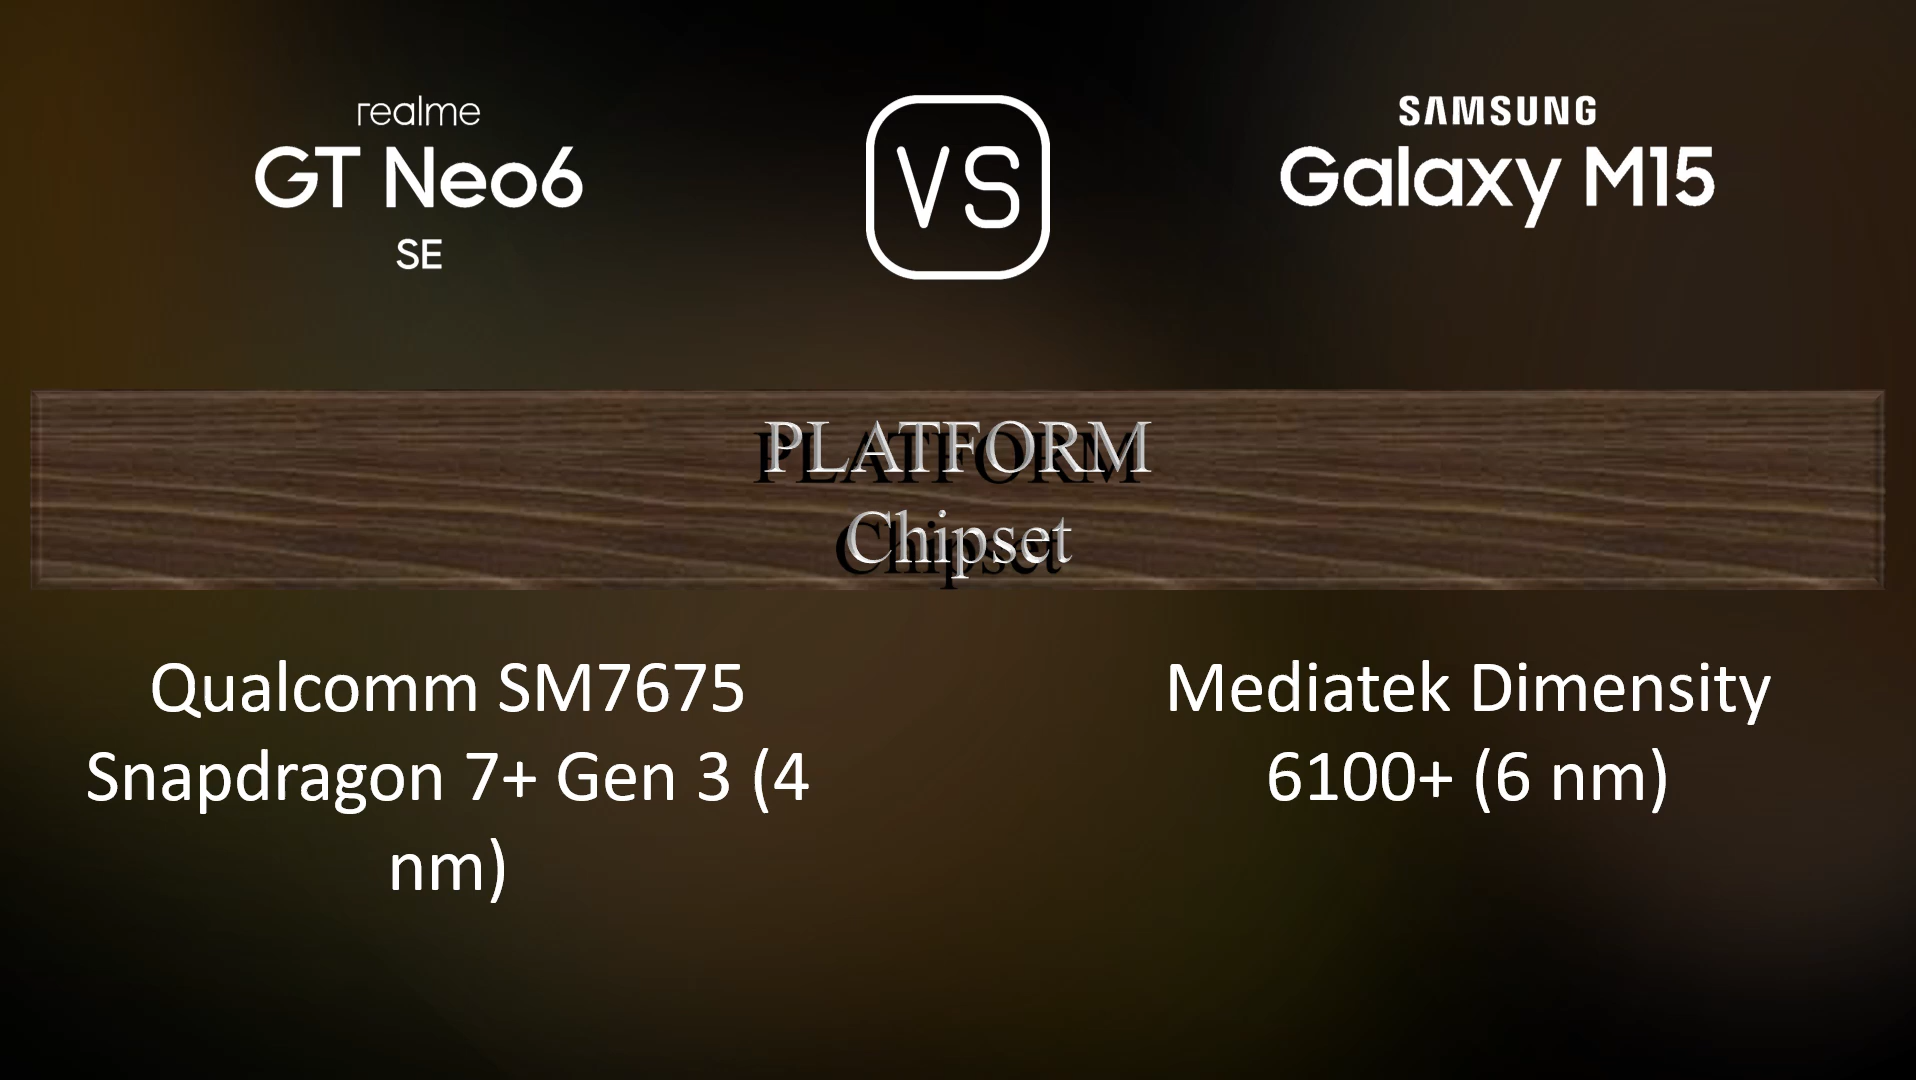 realme
GT Neo6
SE
VS
SAMSUNG
Galaxy M15
PLATFORM
Chipset
Qualcomm SM7675
Snapdragon 7+ Gen 3 (4
nm)
Mediatek Dimensity
6100+ (6 nm)